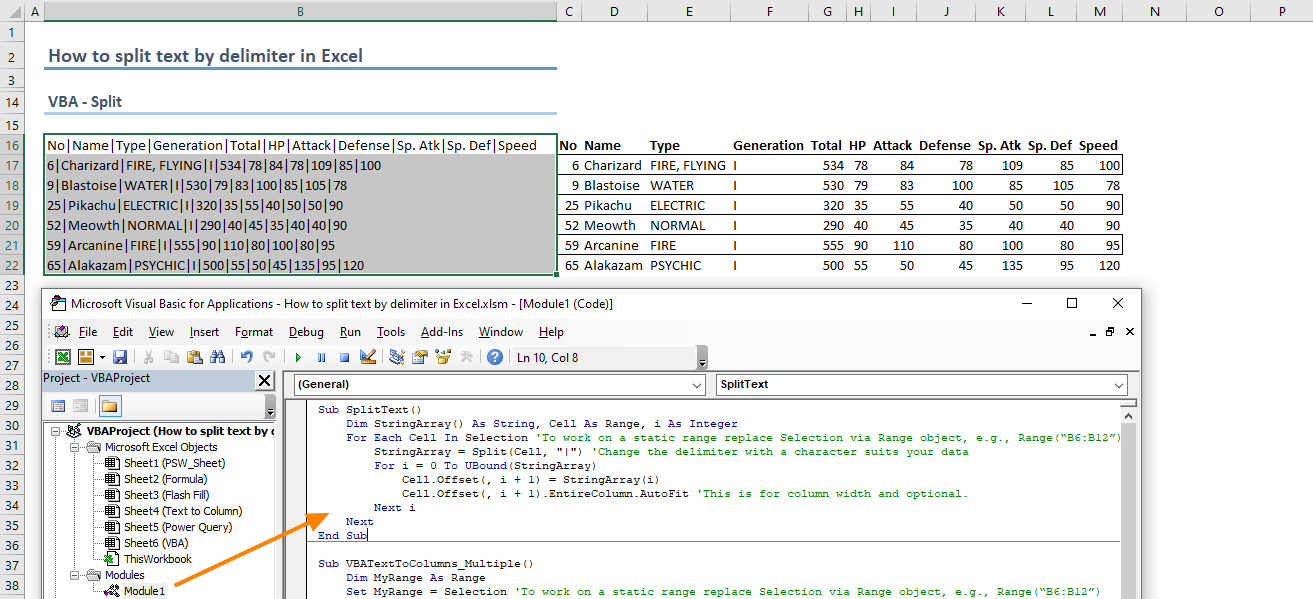 A B C D E F G H I J K L M N O P
1
2 How to split text by delimiter in Excel
3
14 VBA - Split
15
16 No|Name|Type|Generation|Total|HP|Attack|Defense|Sp. Atk|Sp. Def|Speed No Name Type Generation Total HP Attack Defense Sp. Atk Sp. Def Speed
17 6|Charizard|FIRE, FLYING|I|534|78|84|78|109|85|100 6 Charizard FIRE, FLYING I 534 78 84 78 109 85 100
18 9|Blastoise|WATER|I|530|79|83|100|85|105|78 9 Blastoise WATER I 530 79 83 100 85 105 78
19 25|Pikachu|ELECTRIC|I|320|35|55|40|50|50|90 25 Pikachu ELECTRIC I 320 35 55 40 50 50 90
20 52|Meowth|NORMAL|I|290|40|45|35|40|40|90 52 Meowth NORMAL I 290 40 45 35 40 40 90
21 59|Arcanine|FIRE|I|555|90|110|80|100|80|95 59 Arcanine FIRE I 555 90 110 80 100 80 95
22 65|Alakazam|PSYCHIC|I|500|55|50|45|135|95|120 65 Alakazam PSYCHIC I 500 55 50 45 135 95 120
23
24
25
26
27
28
29
30
31
32
33
34
35
36
37
38
Microsoft Visual Basic for Applications - How to split text by delimiter in Excel.xlsm - [Module1 (Code)]
File Edit View Insert Format Debug Run Tools Add-Ins Window Help
Ln 10, Col 8
Project - VBAProject
VBAProject (How to split text by d
Microsoft Excel Objects
Sheet1 (PSW_Sheet)
Sheet2 (Formula)
Sheet3 (Flash Fill)
Sheet4 (Text to Column)
Sheet5 (Power Query)
Sheet6 (VBA)
ThisWorkbook
Modules
Module1
(General) SplitText
Sub SplitText()
Dim StringArray() As String, Cell As Range, i As Integer
For Each Cell In Selection 'To work on a static range replace Selection via Range object, e.g., Range(“B6:B12”)
StringArray = Split(Cell, "|") 'Change the delimiter with a character suits your data
For i = 0 To UBound(StringArray)
Cell.Offset(, i + 1) = StringArray(i)
Cell.Offset(, i + 1).EntireColumn.AutoFit 'This is for column width and optional.
Next i
Next
End Sub
Sub VBATextToColumns_Multiple()
Dim MyRange As Range
Set MyRange = Selection 'To work on a static range replace Selection via Range object, e.g., Range(“B6:B12”)